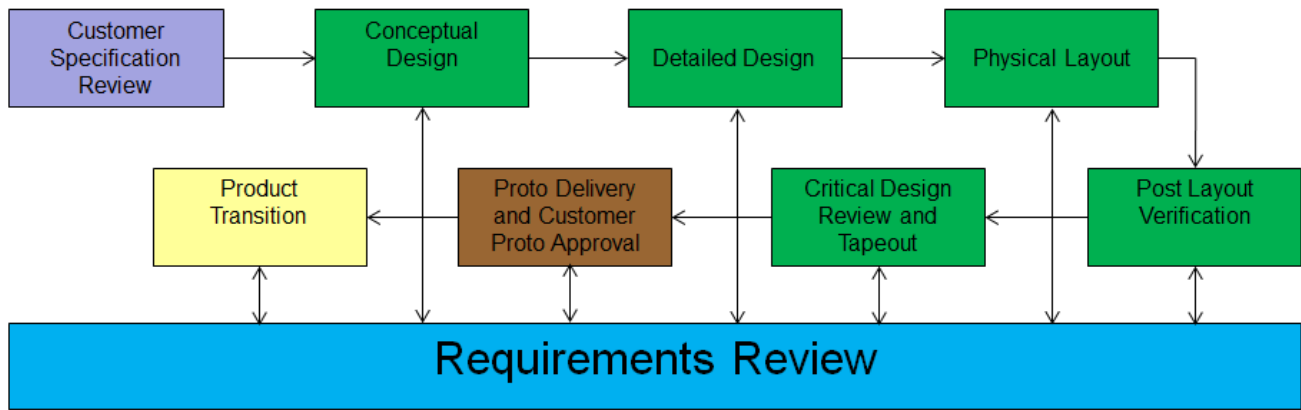 Customer
Specification
Review
Conceptual
Design
Detailed Design
Physical Layout
Product
Transition
Proto Delivery
and Customer
Proto Approval
Critical Design
Review and
Tapeout
Post Layout
Verification
Requirements Review